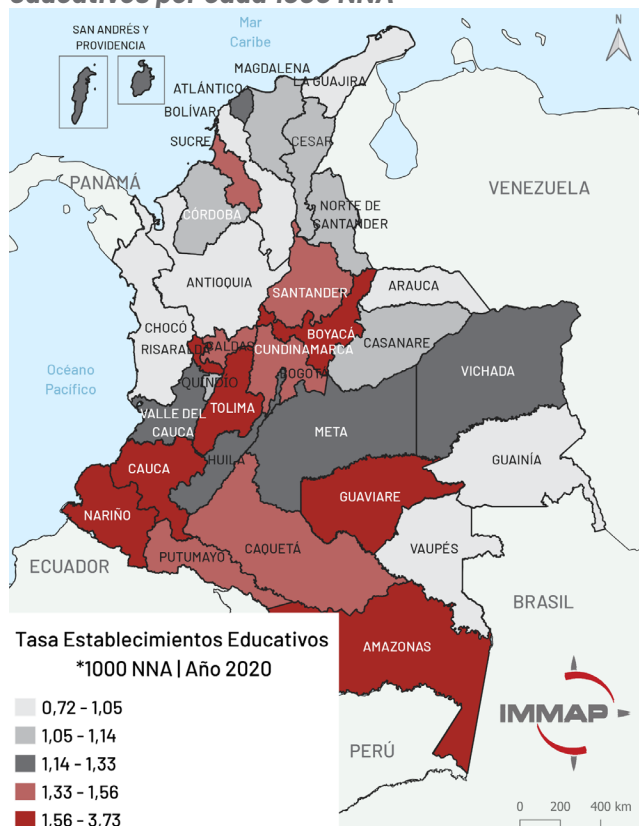 educativos por cada 1000 NNA
SAN ANDRÉS Y
PROVIDENCIA
Mar
Caribe
N
MAGDALENA
LA GUAJIRA
ATLÁNTICO
BOLÍVAR
SUCRE
CESAR
PANAMÁ
VENEZUELA
CÓRDOBA
NORTE DE
SANTANDER
ANTIOQUIA
SANTANDER
ARAUCA
CHOCÓ
BOYACÁ
RISARALDA
CALDAS
CUNDINAMARCA
CASANARE
Océano
Pacífico
BOGOTÁ
VICHADA
QUINDÍO
TOLIMA
VALLE DEL
CAUCA
META
HUILA
GUAINÍA
CAUCA
GUAVIARE
NARIÑO
CAQUETÁ
VAUPÉS
PUTUMAYO
ECUADOR
BRASIL
AMAZONAS
Tasa Establecimientos Educativos
*1000 NNA | Año 2020
0,72 - 1,05
1,05 - 1,14
1,14 - 1,33
1,33 - 1,56
1,56 - 3,73
IMMAP
PERÚ
0 200 400 km